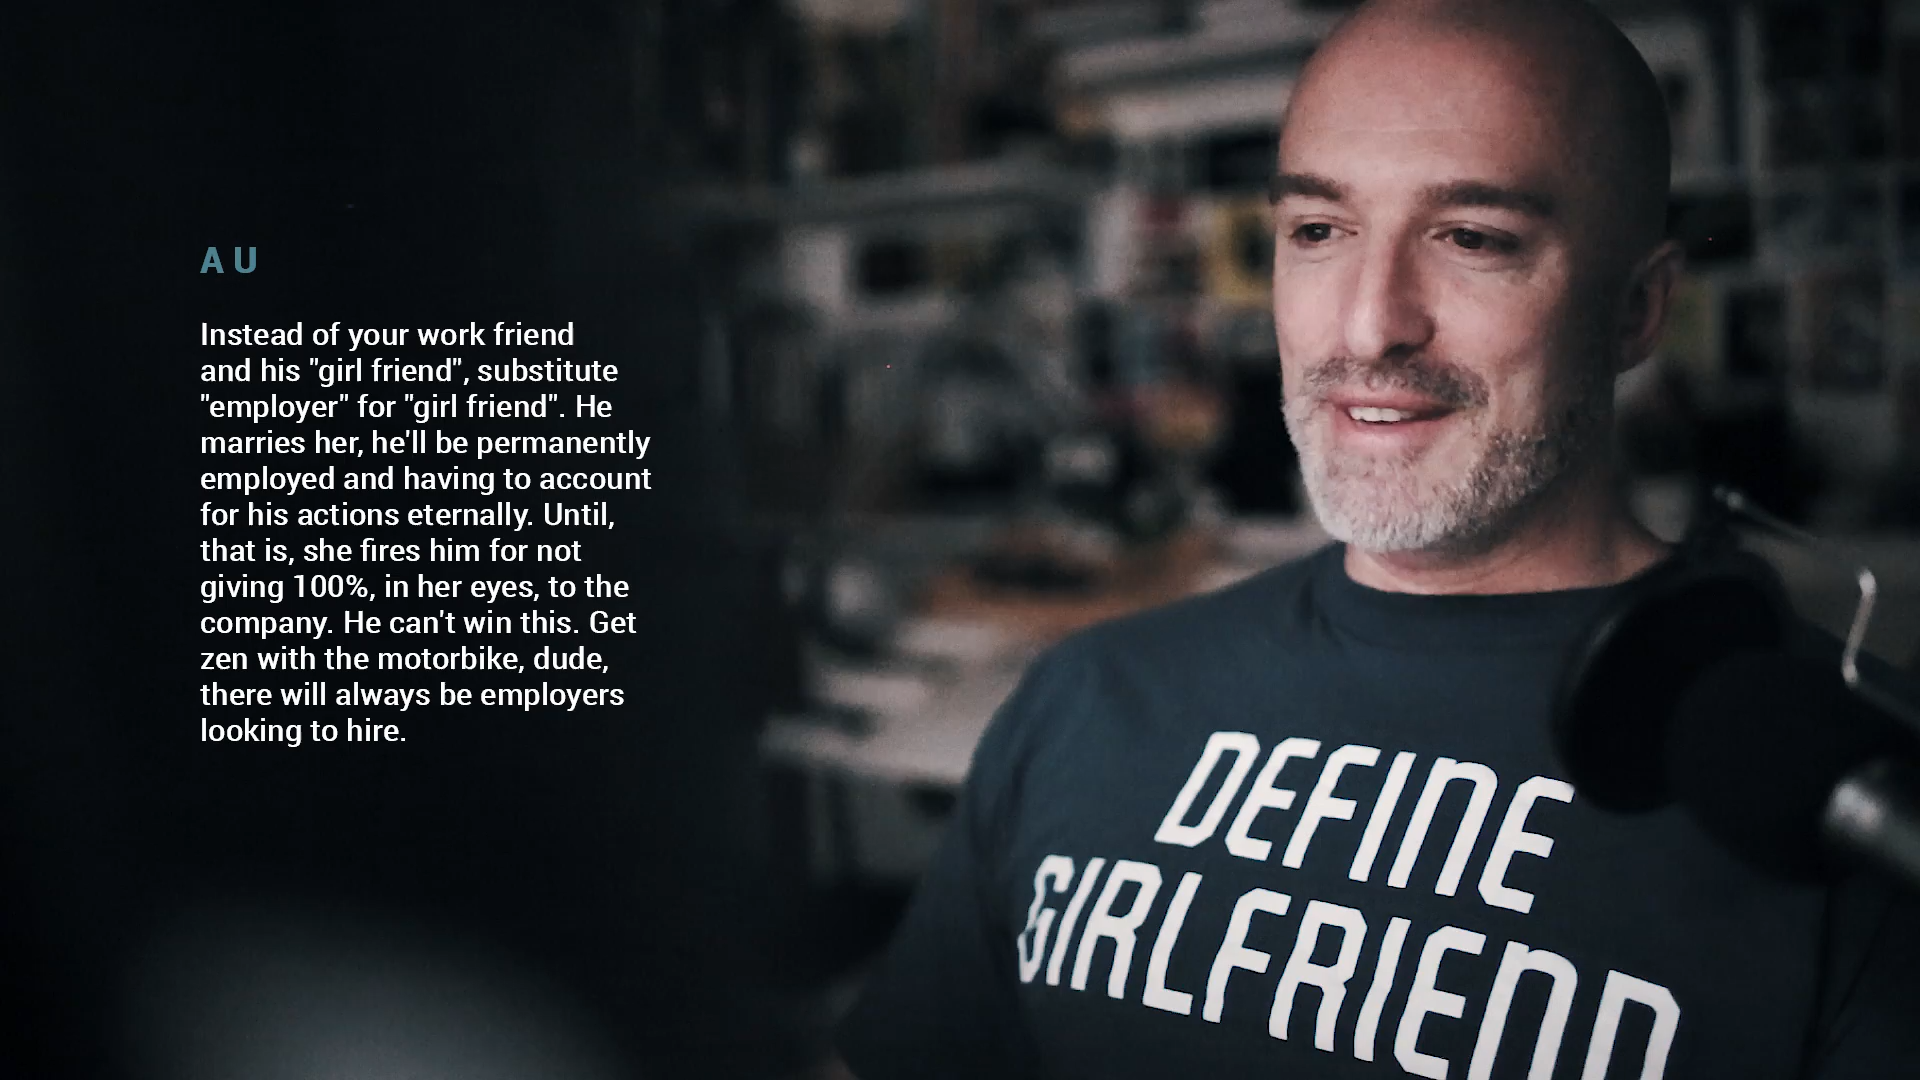 AU
Instead of your work friend
and his "girl friend", substitute
"employer" for "girl friend". He
marries her, he'll be permanently
employed and having to account
for his actions eternally. Until,
that is, she fires him for not
giving 100%, in her eyes, to the
company. He can't win this. Get
zen with the motorbike, dude,
there will always be employers
looking to hire.
DEFINE
GIRLFRIEND